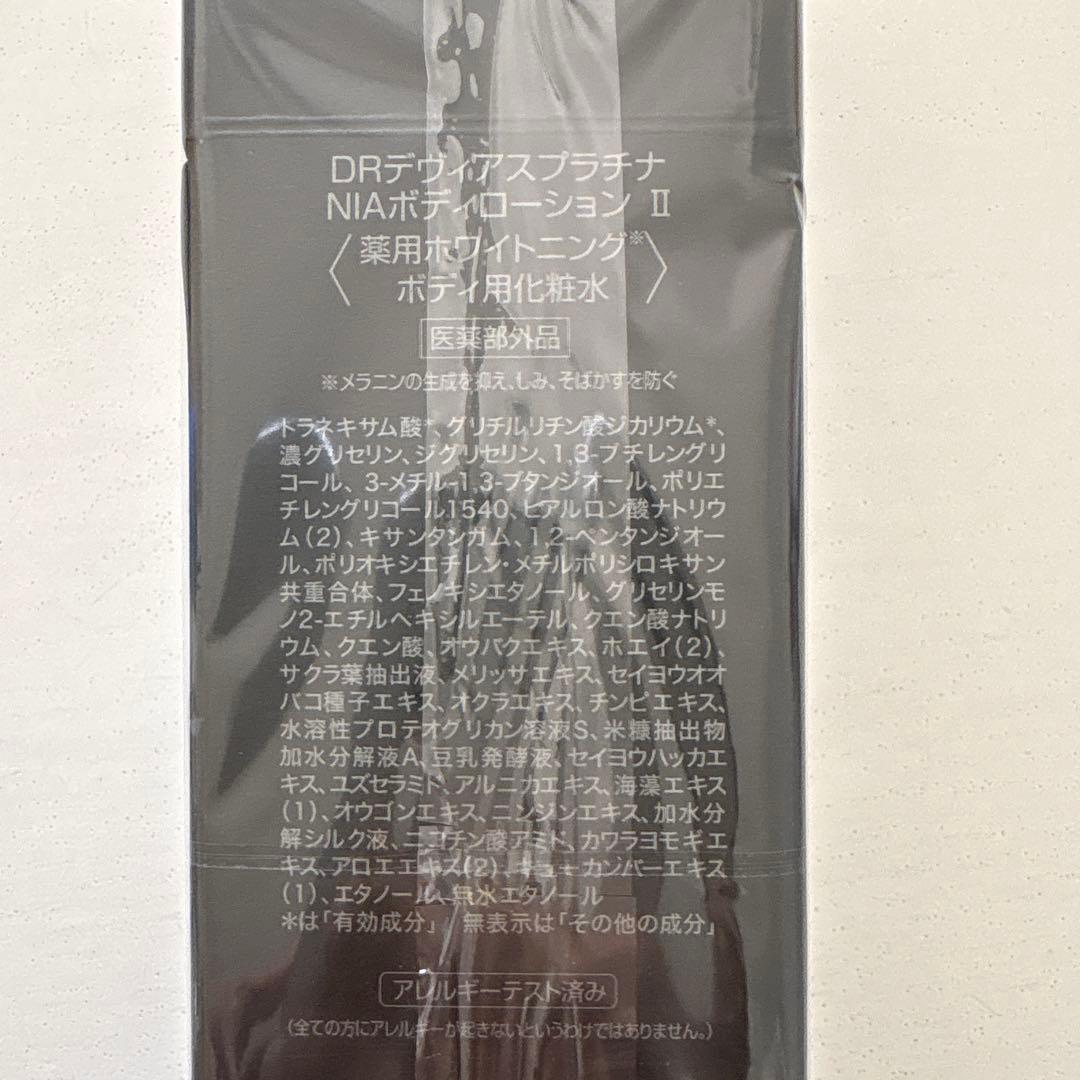 DRデヴィアスプラチナ
NIAボディローション Ⅱ
〈薬用ホワイトニング※
ボディ用化粧水〉
医薬部外品
※メラニンの生成を抑え、しみ、そばかすを防ぐ
トラネキサム酸*、グリチルリチン酸ジカリウム*、
濃グリセリン、ジグリセリン、1,3-ブチレングリ
コール、3-メチル-1,3-ブタンジオール、ポリエ
チレングリコール1540、ヒアルロン酸ナトリウ
ム(2)、キサンタンガム、1,2-ペンタンジオー
ル、ポリオキシエチレン・メチルポリシロキサン
共重合体、フェノキシエタノール、グリセリンモ
ノ2-エチルヘキシルエーテル、クエン酸ナトリ
ウム、クエン酸、オウバクエキス、ホエイ(2)、
サクラ葉抽出液、メリッサエキス、セイヨウオオ
バコ種子エキス、オクラエキス、チンピエキス、
水溶性プロテオグリカン溶液S、米糠抽出物
加水分解液A、豆乳発酵液、セイヨウハッカエ
キス、ユズセラミド、アルニカエキス、海藻エキス
(1)、オウゴンエキス、ニンジンエキス、加水分
解シルク液、ニコチン酸アミド、カワラヨモギエ
キス、アロエエキス(2)、キューカンバーエキス
(1)、エタノール、無水エタノール
*は「有効成分」 無表示は「その他の成分」
アレルギーテスト済み
(全ての方にアレルギーが起きないというわけではありません。)